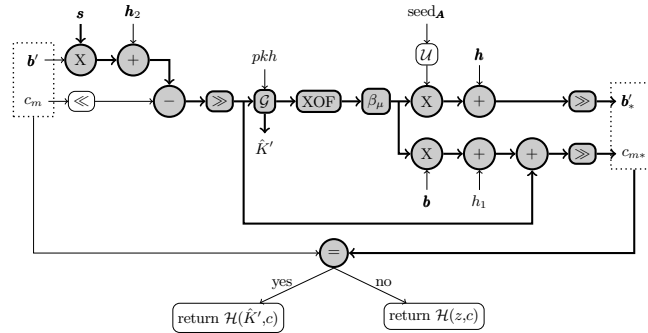 s
h₂
seed_A
b′
X
+
pkh
𝒰
h
c_m
≪
−
≫
𝒢
XOF
β_μ
X
+
≫
b′_*
K̂′
X
+
+
≫
c_m*
b
h₁
=
yes
no
return ℋ(K̂′,c)
return ℋ(z,c)